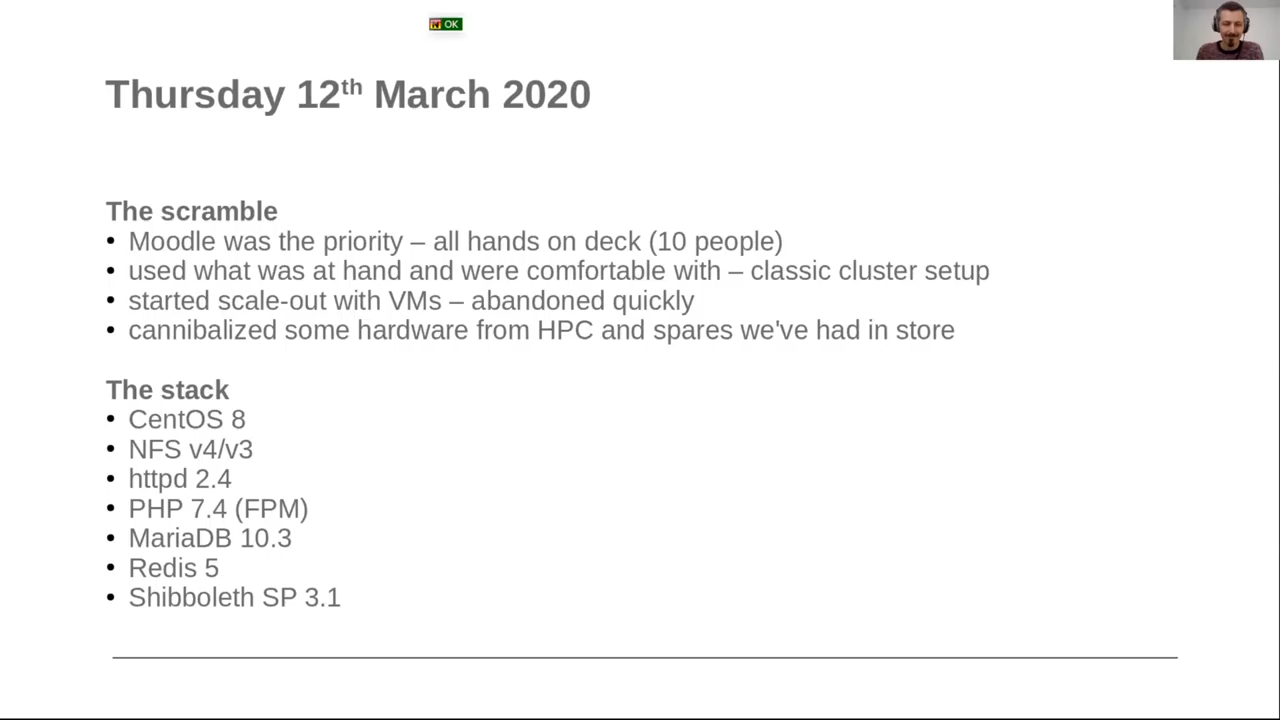 OK
Thursday 12th March 2020
The scramble
• Moodle was the priority – all hands on deck (10 people)
• used what was at hand and were comfortable with – classic cluster setup
• started scale-out with VMs – abandoned quickly
• cannibalized some hardware from HPC and spares we've had in store
The stack
• CentOS 8
• NFS v4/v3
• httpd 2.4
• PHP 7.4 (FPM)
• MariaDB 10.3
• Redis 5
• Shibboleth SP 3.1